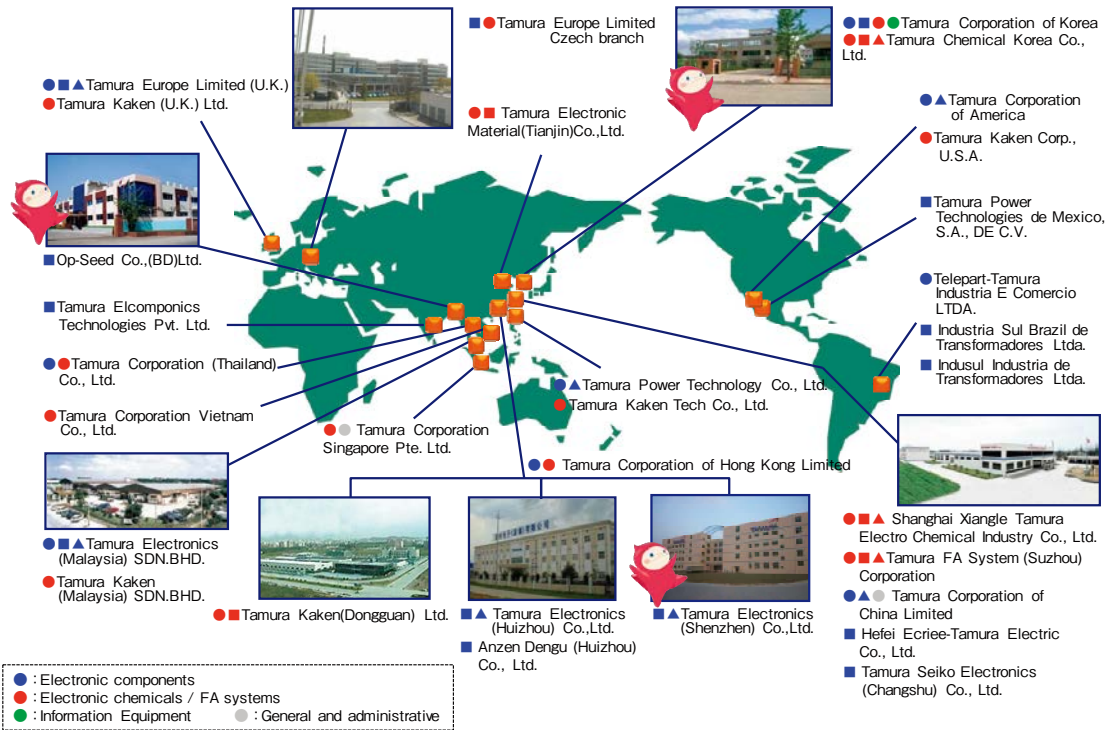 Tamura Europe Limited
Czech branch
Tamura Corporation of Korea
Tamura Chemical Korea Co.,
Ltd.
Tamura Europe Limited (U.K.)
Tamura Kaken (U.K.) Ltd.
Tamura Electronic
Material(Tianjin)Co.,Ltd.
Tamura Corporation
of America
Tamura Kaken Corp.,
U.S.A.
Tamura Power
Technologies de Mexico,
S.A., DE C.V.
Op-Seed Co.,(BD)Ltd.
Telepart-Tamura
Industria E Comercio
LTDA.
Industria Sul Brazil de
Transformadores Ltda.
Indusul Industria de
Transformadores Ltda.
Tamura Elcomponics
Technologies Pvt. Ltd.
Tamura Corporation (Thailand)
Co., Ltd.
Tamura Power Technology Co., Ltd.
Tamura Kaken Tech Co., Ltd.
Tamura Corporation Vietnam
Co., Ltd.
Tamura Corporation
Singapore Pte. Ltd.
Tamura Corporation of Hong Kong Limited
Tamura Electronics
(Malaysia) SDN.BHD.
Tamura Kaken
(Malaysia) SDN.BHD.
Tamura Kaken(Dongguan) Ltd.
Tamura Electronics
(Huizhou) Co.,Ltd.
Anzen Dengu (Huizhou)
Co., Ltd.
Tamura Electronics
(Shenzhen) Co.,Ltd.
Shanghai Xiangle Tamura
Electro Chemical Industry Co., Ltd.
Tamura FA System (Suzhou)
Corporation
Tamura Corporation of
China Limited
Hefei Ecriee-Tamura Electric
Co., Ltd.
Tamura Seiko Electronics
(Changshu) Co., Ltd.
: Electronic components
: Electronic chemicals / FA systems
: Information Equipment : General and administrative